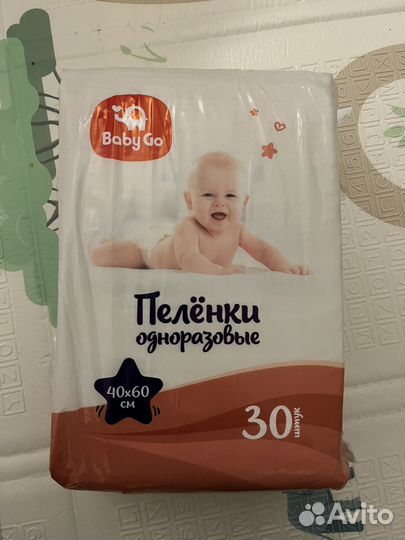 Baby Go
Пелёнки
одноразовые
40x60
см
30 штук
Avito